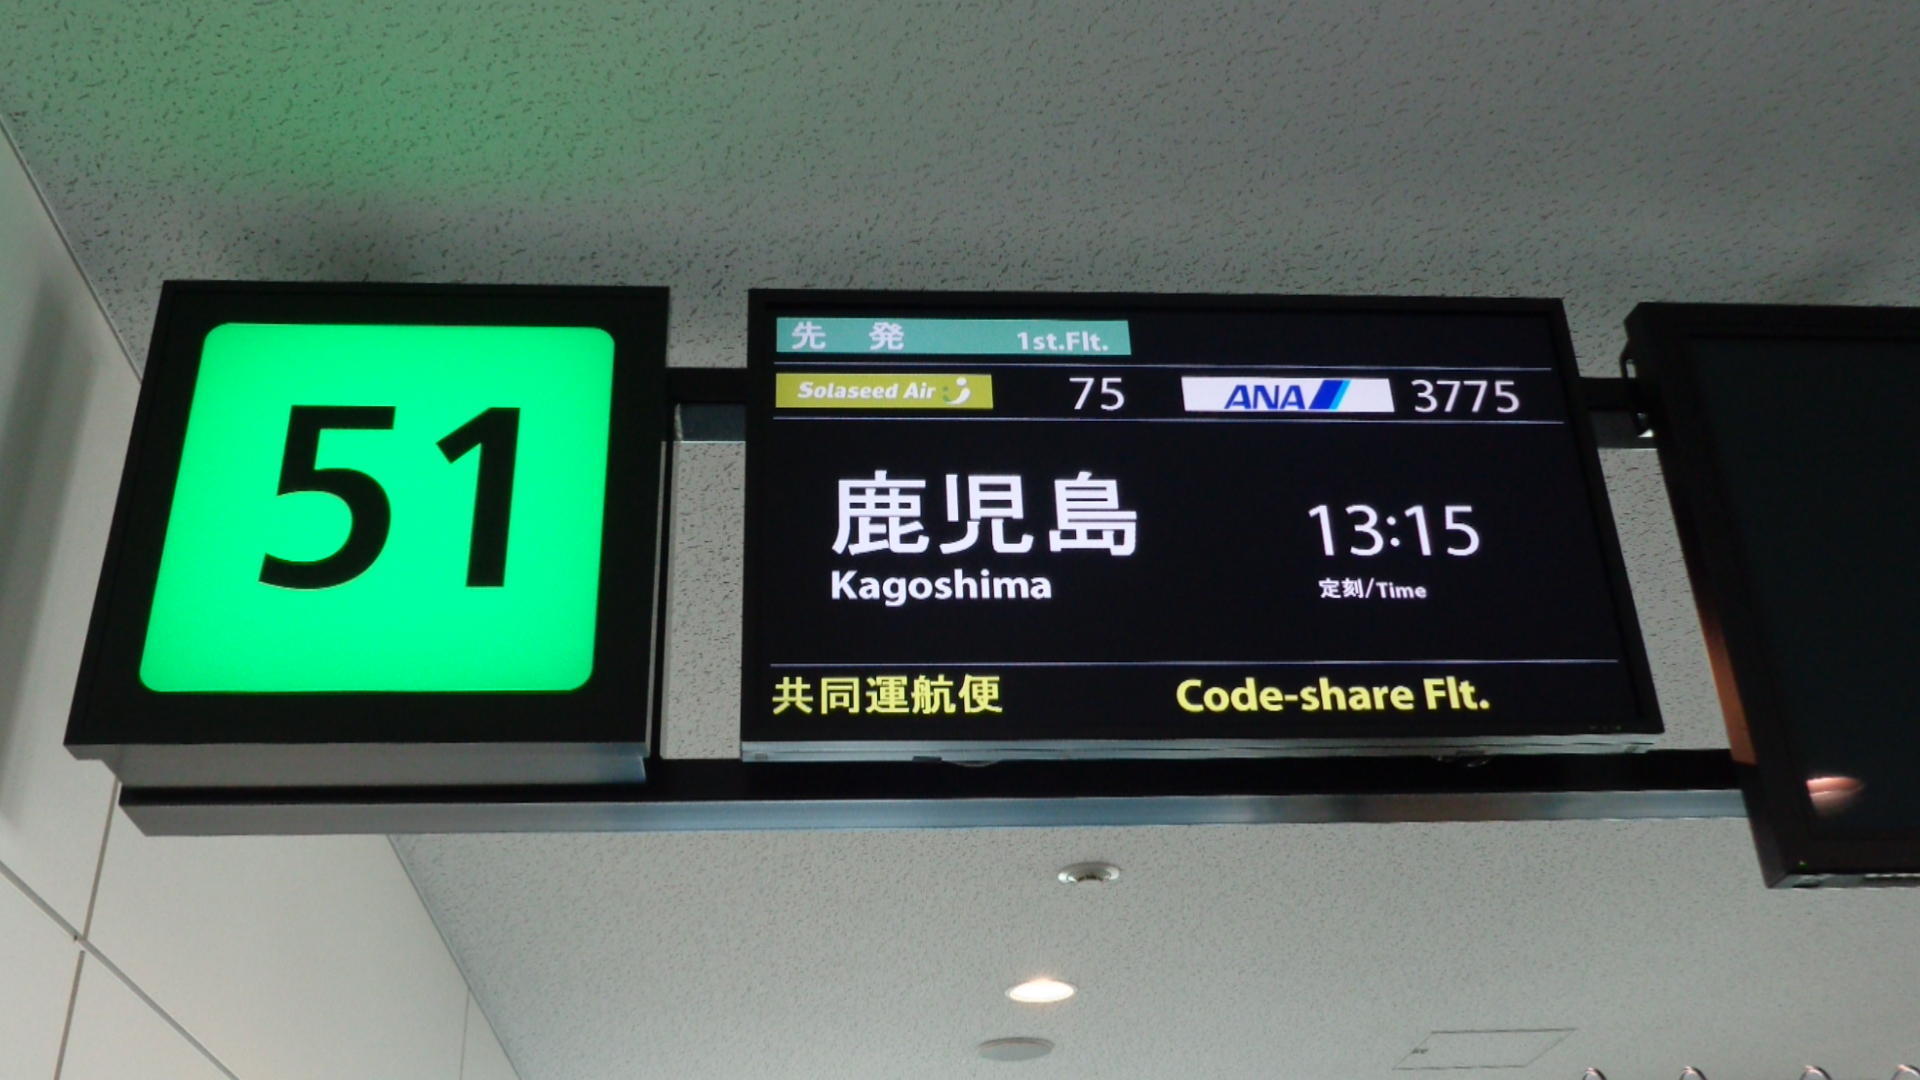 51
先 発 1st.Flt.
Solaseed Air 75 ANA 3775
鹿児島 13:15
Kagoshima 定刻/Time
共同運航便 Code-share Flt.